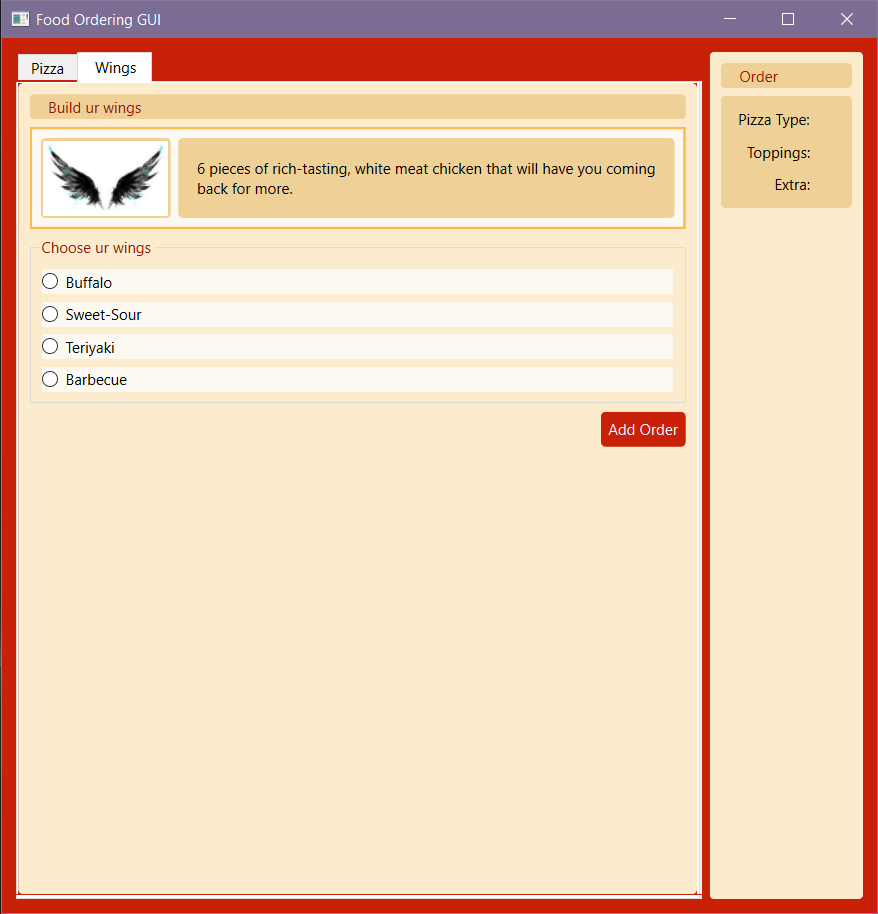 Food Ordering GUI
Pizza
Wings
Build ur wings
6 pieces of rich-tasting, white meat chicken that will have you coming
back for more.
Choose ur wings
Buffalo
Sweet-Sour
Teriyaki
Barbecue
Add Order
Order
Pizza Type:
Toppings:
Extra: